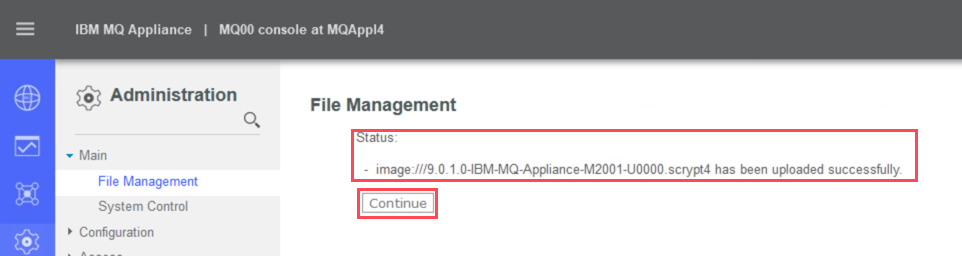 IBM MQ Appliance | MQ00 console at MQAppl4
Administration
Main
File Management
System Control
Configuration
Access
File Management
Status:
- image:///9.0.1.0-IBM-MQ-Appliance-M2001-U0000.scrypt4 has been uploaded successfully.
Continue